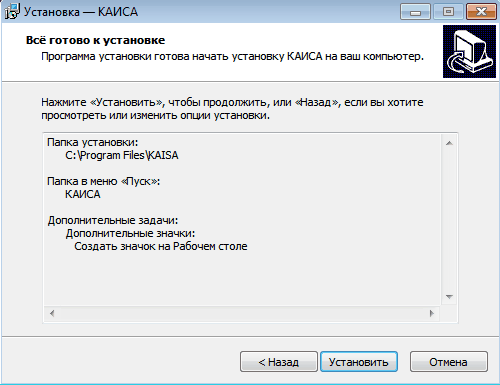 Установка — КАИСА
Всё готово к установке
Программа установки готова начать установку КАИСА на ваш компьютер.
Нажмите «Установить», чтобы продолжить, или «Назад», если вы хотите
просмотреть или изменить опции установки.
Папка установки:
C:\Program Files\KAISA
Папка в меню «Пуск»:
КАИСА
Дополнительные задачи:
Дополнительные значки:
Создать значок на Рабочем столе
< Назад
Установить
Отмена